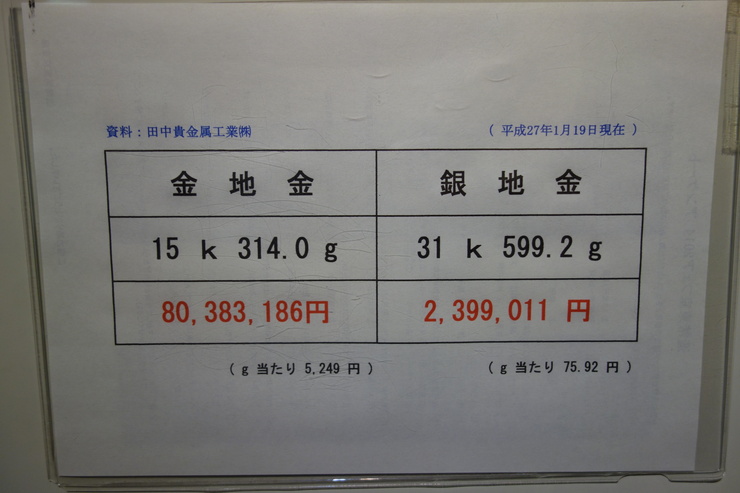 資料：田中貴金属工業㈱ （ 平成27年1月19日現在 ）
金 地 金 銀 地 金
15 k 314.0 g 31 k 599.2 g
80,383,186円 2,399,011 円
（ g 当たり 5,249 円 ） （ g 当たり 75.92 円 ）